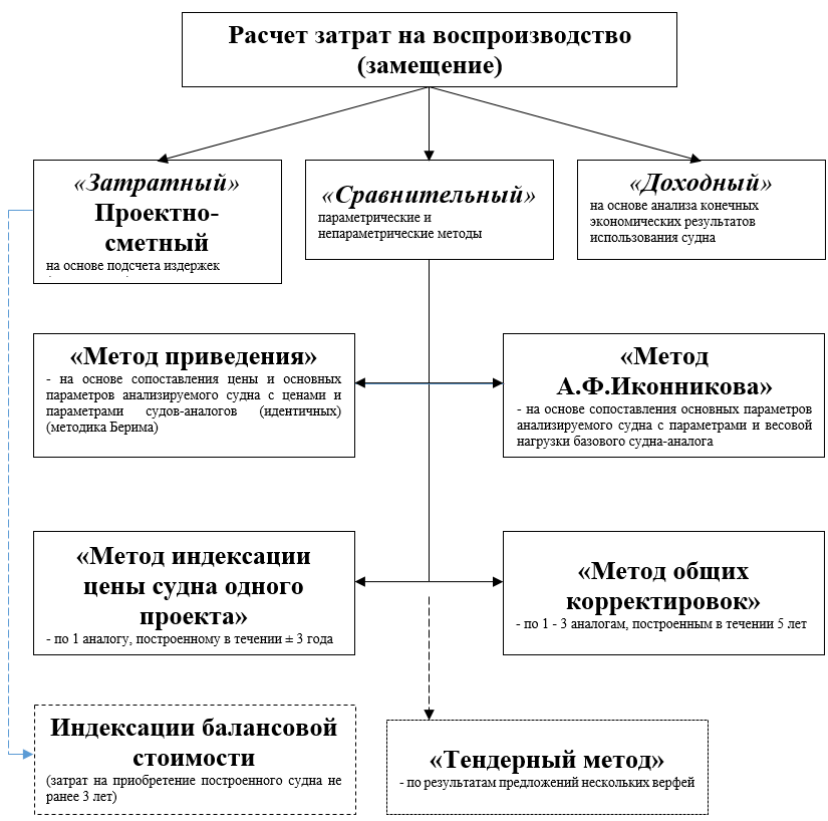 Расчет затрат на воспроизводство
(замещение)
«Затратный»
Проектно-
сметный
на основе подсчета издержек
«Сравнительный»
параметрические и
непараметрические методы
«Доходный»
на основе анализа конечных
экономических результатов
использования судна
«Метод приведения»
- на основе сопоставления цены и основных
параметров анализируемого судна с ценами и
параметрами судов-аналогов (идентичных)
(методика Берима)
«Метод
А.Ф.Иконникова»
- на основе сопоставления основных параметров
анализируемого судна с параметрами и весовой
нагрузки базового судна-аналога
«Метод индексации
цены судна одного
проекта»
- по 1 аналогу, построенному в течении ± 3 года
«Метод общих
корректировок»
- по 1 - 3 аналогам, построенным в течении 5 лет
Индексации балансовой
стоимости
(затрат на приобретение построенного судна не
ранее 3 лет)
«Тендерный метод»
- по результатам предложений нескольких верфей